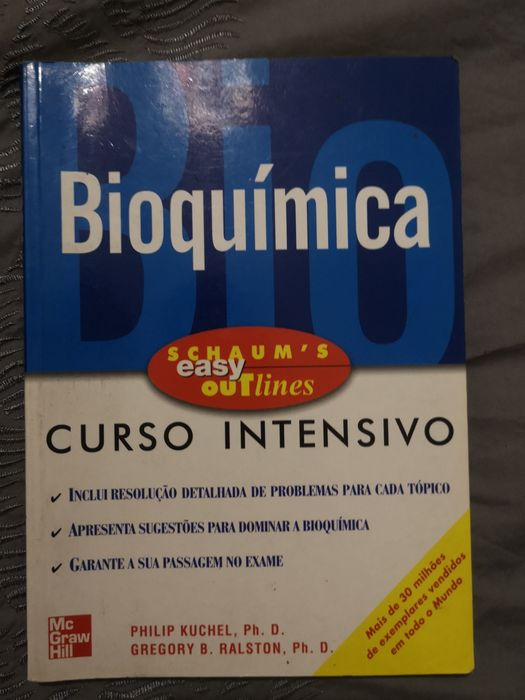 Bio
Bioquímica
SCHAUM'S
easy
OUTlines
CURSO INTENSIVO
✓ INCLUI RESOLUÇÃO DETALHADA DE PROBLEMAS PARA CADA TÓPICO
✓ APRESENTA SUGESTÕES PARA DOMINAR A BIOQUÍMICA
✓ GARANTE A SUA PASSAGEM NO EXAME
Mais de 30 milhões
de exemplares vendidos
em todo o Mundo
Mc
Graw
Hill
PHILIP KUCHEL, Ph. D.
GREGORY B. RALSTON, Ph. D.